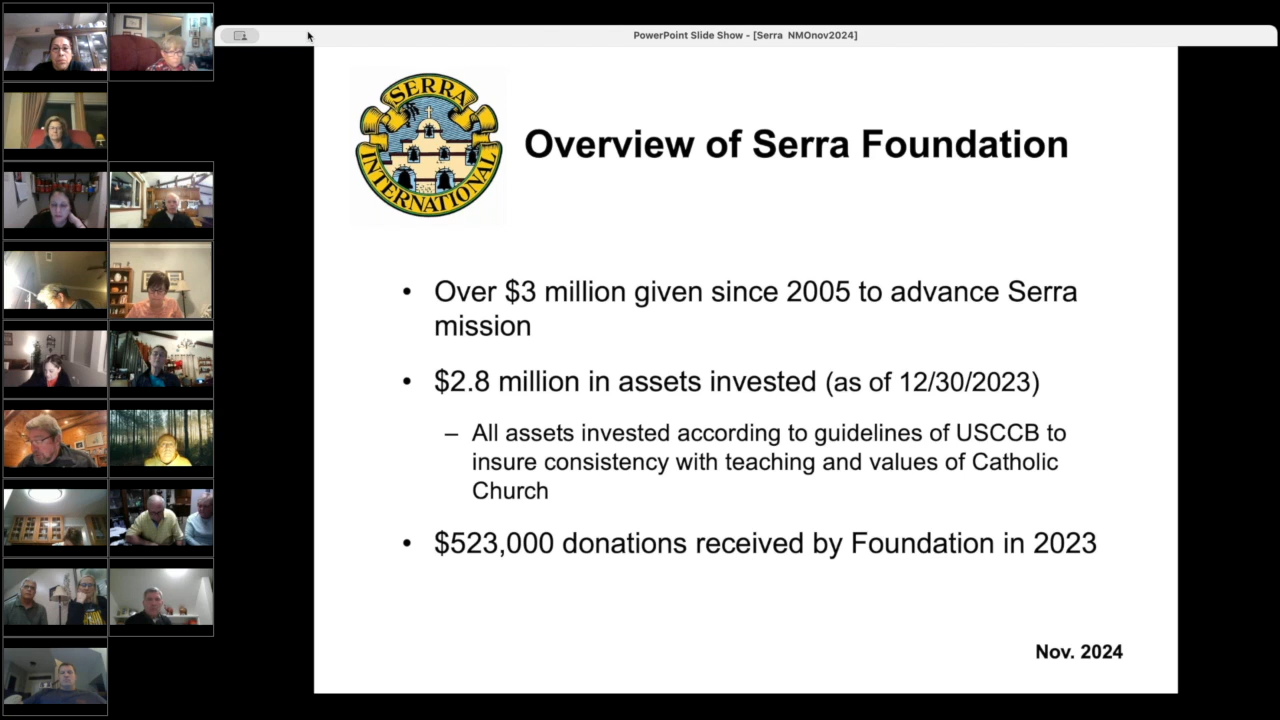 PowerPoint Slide Show - [Serra  NMOnov2024]
SERRA
INTERNATIONAL
Overview of Serra Foundation
• Over $3 million given since 2005 to advance Serra
mission
• $2.8 million in assets invested (as of 12/30/2023)
– All assets invested according to guidelines of USCCB to
insure consistency with teaching and values of Catholic
Church
• $523,000 donations received by Foundation in 2023
Nov. 2024